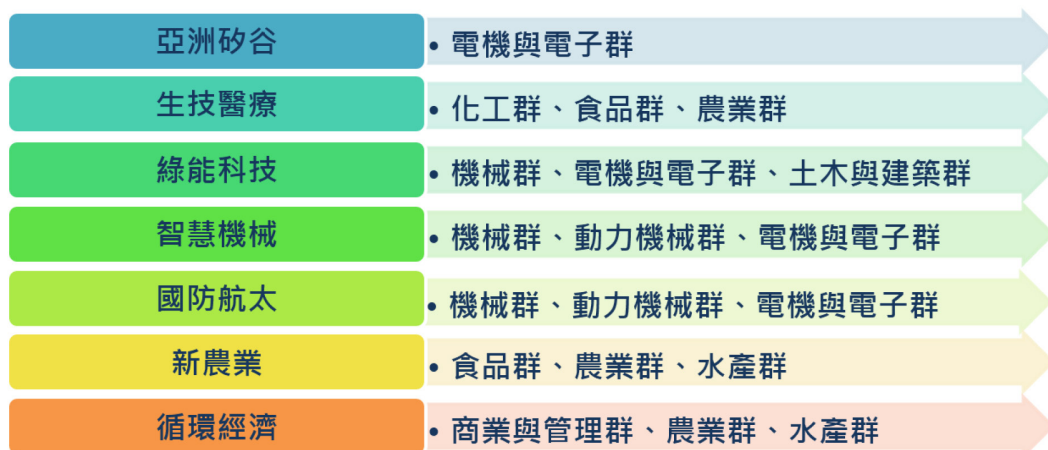 亞洲矽谷 • 電機與電子群
生技醫療 • 化工群、食品群、農業群
綠能科技 • 機械群、電機與電子群、土木與建築群
智慧機械 • 機械群、動力機械群、電機與電子群
國防航太 • 機械群、動力機械群、電機與電子群
新農業 • 食品群、農業群、水產群
循環經濟 • 商業與管理群、農業群、水產群